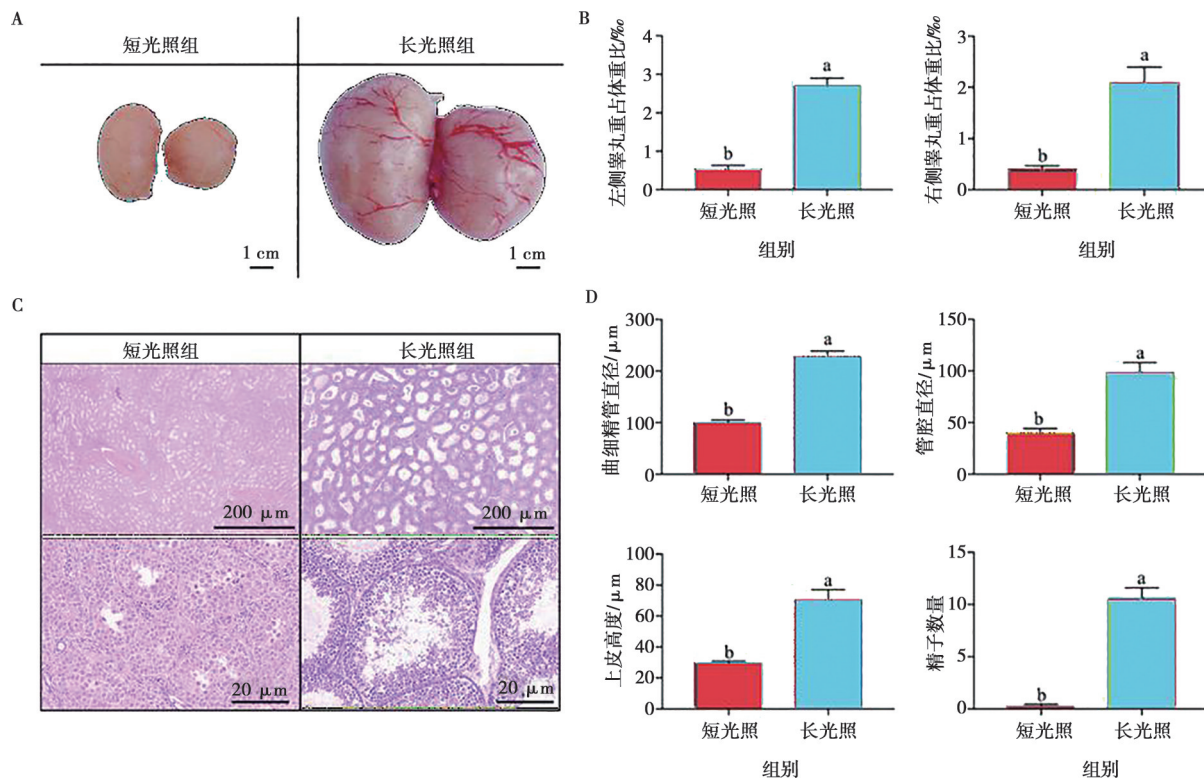 A
短光照组
长光照组
1 cm
1 cm
B
左侧睾丸重占体重比/‰
4
3
2
1
0
b
a
短光照
长光照
组别
右侧睾丸重占体重比/‰
3
2
1
0
b
a
短光照
长光照
组别
C
短光照组
长光照组
200 μm
200 μm
20 μm
20 μm
D
曲细精管直径/μm
300
200
100
0
b
a
短光照
长光照
管腔直径/μm
150
100
50
0
b
a
短光照
长光照
上皮高度/μm
100
80
60
40
20
0
b
a
短光照
长光照
组别
精子数量
15
10
5
0
b
a
短光照
长光照
组别